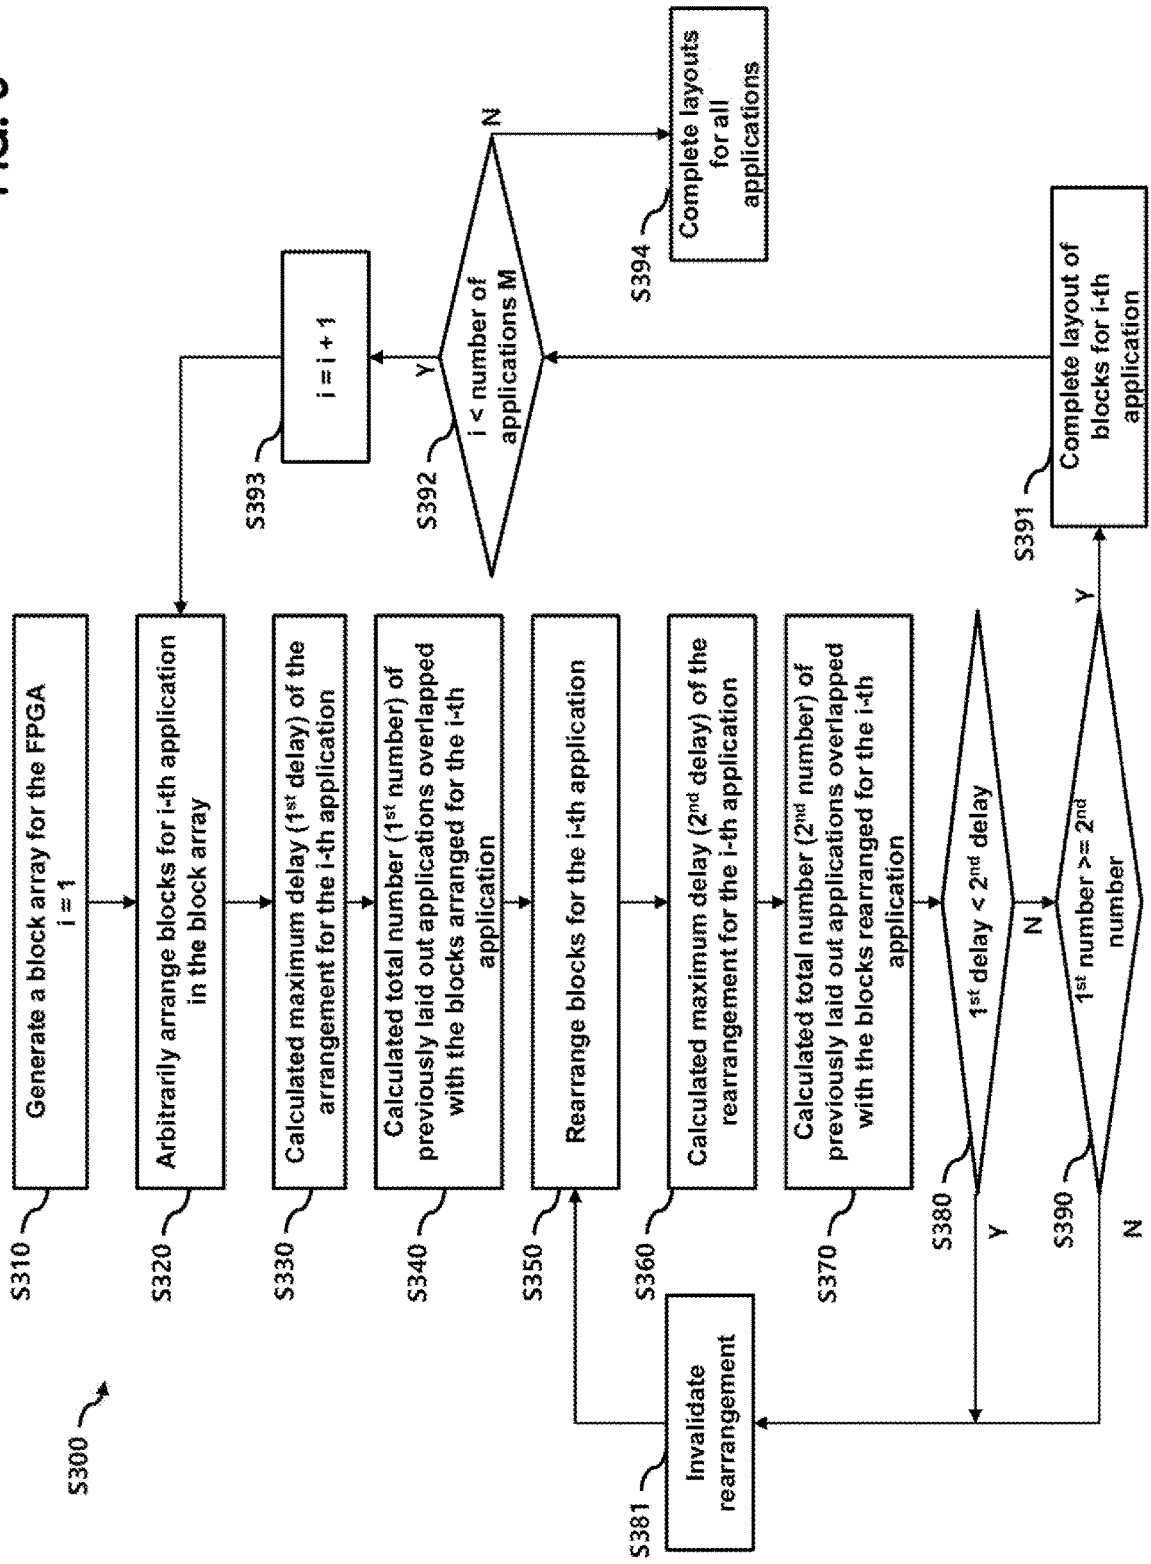 S300
S310
Generate a block array for the FPGA
i = 1
S320
Arbitrarily arrange blocks for i-th application
in the block array
S330
Calculated maximum delay (1st delay) of the
arrangement for the i-th application
S340
Calculated total number (1st number) of
previously laid out applications overlapped
with the blocks arranged for the i-th
application
S350
Rearrange blocks for the i-th application
S360
Calculated maximum delay (2nd delay) of the
rearrangement for the i-th application
S370
Calculated total number (2nd number) of
previously laid out applications overlapped
with the blocks rearranged for the i-th
application
S380
1st delay < 2nd delay
Y
N
S381
Invalidate
rearrangement
S390
1st number >= 2nd
number
N
Y
S391
Complete layout of
blocks for i-th
application
S392
i < number of
applications M
Y
N
S393
i = i + 1
S394
Complete layouts
for all
applications